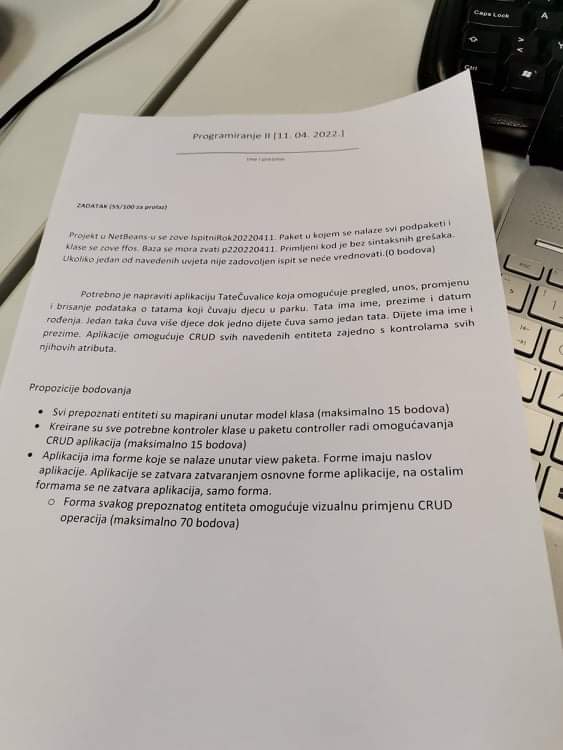 Programiranje II [11. 04. 2022.]
Ime i prezime
ZADATAK (55/100 za prolaz)
Projekt u NetBeans-u se zove IspitniRok20220411. Paket u kojem se nalaze svi podpaketi i
klase se zove ffos. Baza se mora zvati p220220411. Primljeni kod je bez sintaksnih grešaka.
Ukoliko jedan od navedenih uvjeta nije zadovoljen ispit se neće vrednovati.(0 bodova)
Potrebno je napraviti aplikaciju TateČuvalice koja omogućuje pregled, unos, promjenu
i brisanje podataka o tatama koji čuvaju djecu u parku. Tata ima ime, prezime i datum
rođenja. Jedan taka čuva više djece dok jedno dijete čuva samo jedan tata. Dijete ima ime i
prezime. Aplikacije omogućuje CRUD svih navedenih entiteta zajedno s kontrolama svih
njihovih atributa.
Propozicije bodovanja
• Svi prepoznati entiteti su mapirani unutar model klasa (maksimalno 15 bodova)
• Kreirane su sve potrebne kontroler klase u paketu controller radi omogućavanja
CRUD aplikacija (maksimalno 15 bodova)
• Aplikacija ima forme koje se nalaze unutar view paketa. Forme imaju naslov
aplikacije. Aplikacije se zatvara zatvaranjem osnovne forme aplikacije, na ostalim
formama se ne zatvara aplikacija, samo forma.
o Forma svakog prepoznatog entiteta omogućuje vizualnu primjenu CRUD
operacija (maksimalno 70 bodova)
Caps Lock
A
Ctrl
esc